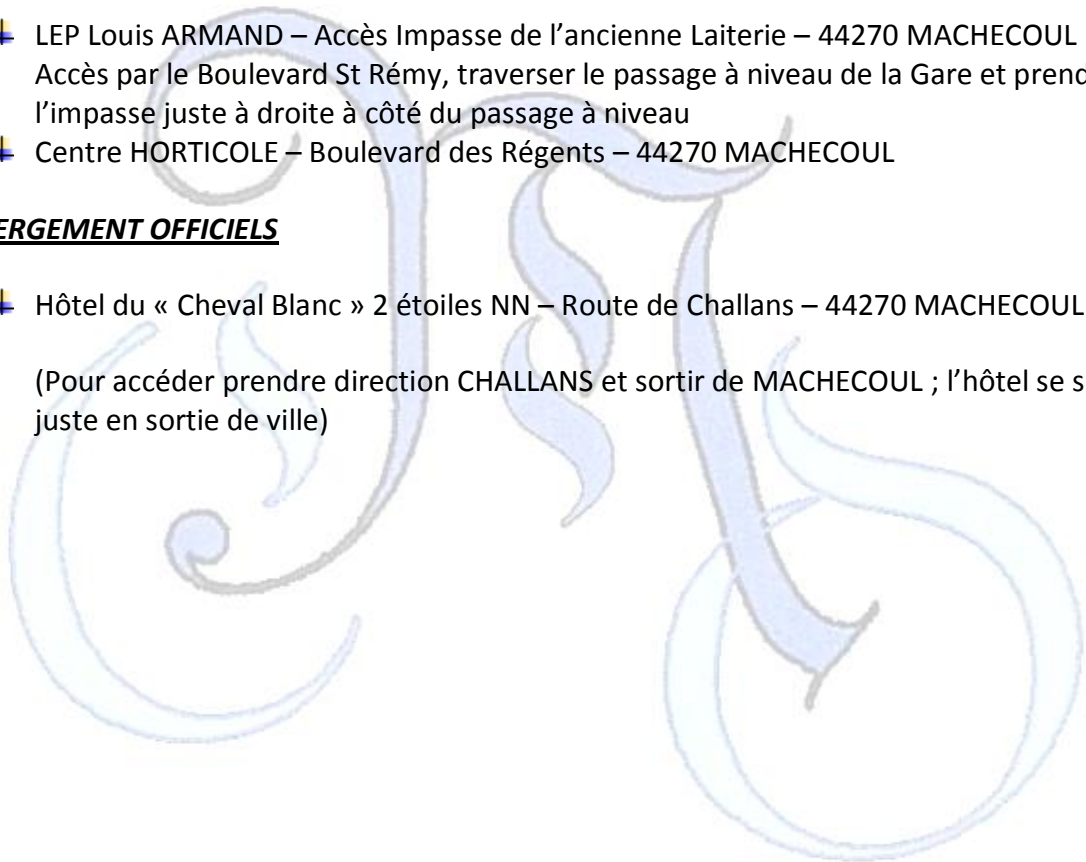 LEP Louis ARMAND – Accès Impasse de l’ancienne Laiterie – 44270 MACHECOUL
Accès par le Boulevard St Rémy, traverser le passage à niveau de la Gare et prend
l’impasse juste à droite à côté du passage à niveau
Centre HORTICOLE – Boulevard des Régents – 44270 MACHECOUL
ERGEMENT OFFICIELS
Hôtel du « Cheval Blanc » 2 étoiles NN – Route de Challans – 44270 MACHECOUL
(Pour accéder prendre direction CHALLANS et sortir de MACHECOUL ; l’hôtel se s
juste en sortie de ville)